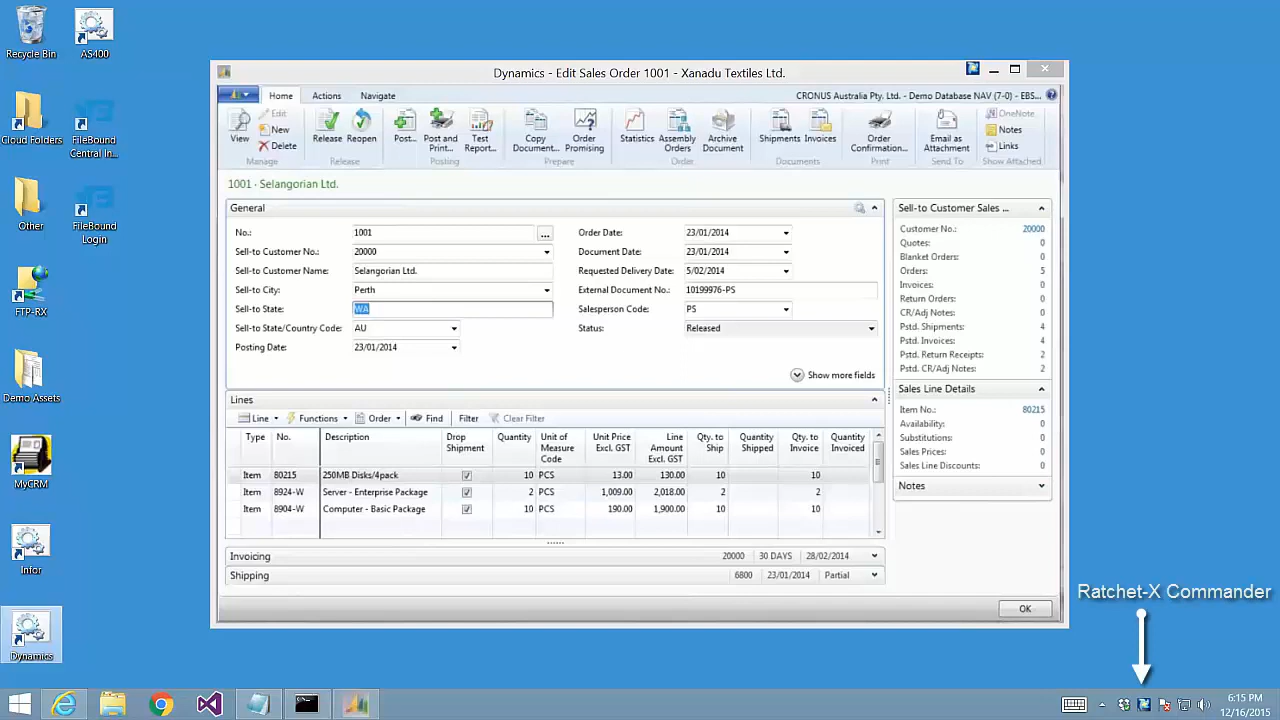 Recycle Bin
AS400
Cloud Folders
FileBound
Central In...
Other
FileBound
Login
FTP-RX
Demo Assets
MyCRM
Infor
Dynamics
Dynamics - Edit Sales Order 1001 - Xanadu Textiles Ltd.
Home Actions Navigate
CRONUS Australia Pty. Ltd. - Demo Database NAV (7-0) - EBS...
View
Edit
New
Delete
Manage
Release Reopen
Release
Post...
Post and
Print...
Test
Report...
Posting
Copy
Document...
Order
Promising
Prepare
Statistics
Assembly
Orders
Archive
Document
Order
Shipments Invoices
Documents
Order
Confirmation...
Print
Email as
Attachment
Send To
OneNote
Notes
Links
Show Attached
1001 · Selangorian Ltd.
General
No.: 1001 ...
Sell-to Customer No.: 20000
Sell-to Customer Name: Selangorian Ltd.
Sell-to City: Perth
Sell-to State: WA
Sell-to State/Country Code: AU
Posting Date: 23/01/2014
Order Date: 23/01/2014
Document Date: 23/01/2014
Requested Delivery Date: 5/02/2014
External Document No.: 10199976-PS
Salesperson Code: PS
Status: Released
Show more fields
Lines
Line Functions Order Find Filter Clear Filter
Type No. Description Drop Shipment Quantity Unit of Measure Code Unit Price Excl. GST Line Amount Excl. GST Qty. to Ship Quantity Shipped Qty. to Invoice Quantity Invoiced
Item 80215 250MB Disks/4pack 10 PCS 13.00 130.00 10 10
Item 8924-W Server - Enterprise Package 2 PCS 1,009.00 2,018.00 2 2
Item 8904-W Computer - Basic Package 10 PCS 190.00 1,900.00 10 10
Invoicing 20000 30 DAYS 28/02/2014
Shipping 6800 23/01/2014 Partial
Sell-to Customer Sales ...
Customer No.: 20000
Quotes: 0
Blanket Orders: 0
Orders: 5
Invoices: 0
Return Orders: 0
CR/Adj Notes: 0
Pstd. Shipments: 4
Pstd. Invoices: 4
Pstd. Return Receipts: 2
Pstd. CR/Adj Notes: 2
Sales Line Details
Item No.: 80215
Availability: 0
Substitutions: 0
Sales Prices: 0
Sales Line Discounts: 0
Notes
OK
Ratchet-X Commander
6:15 PM
12/16/2015